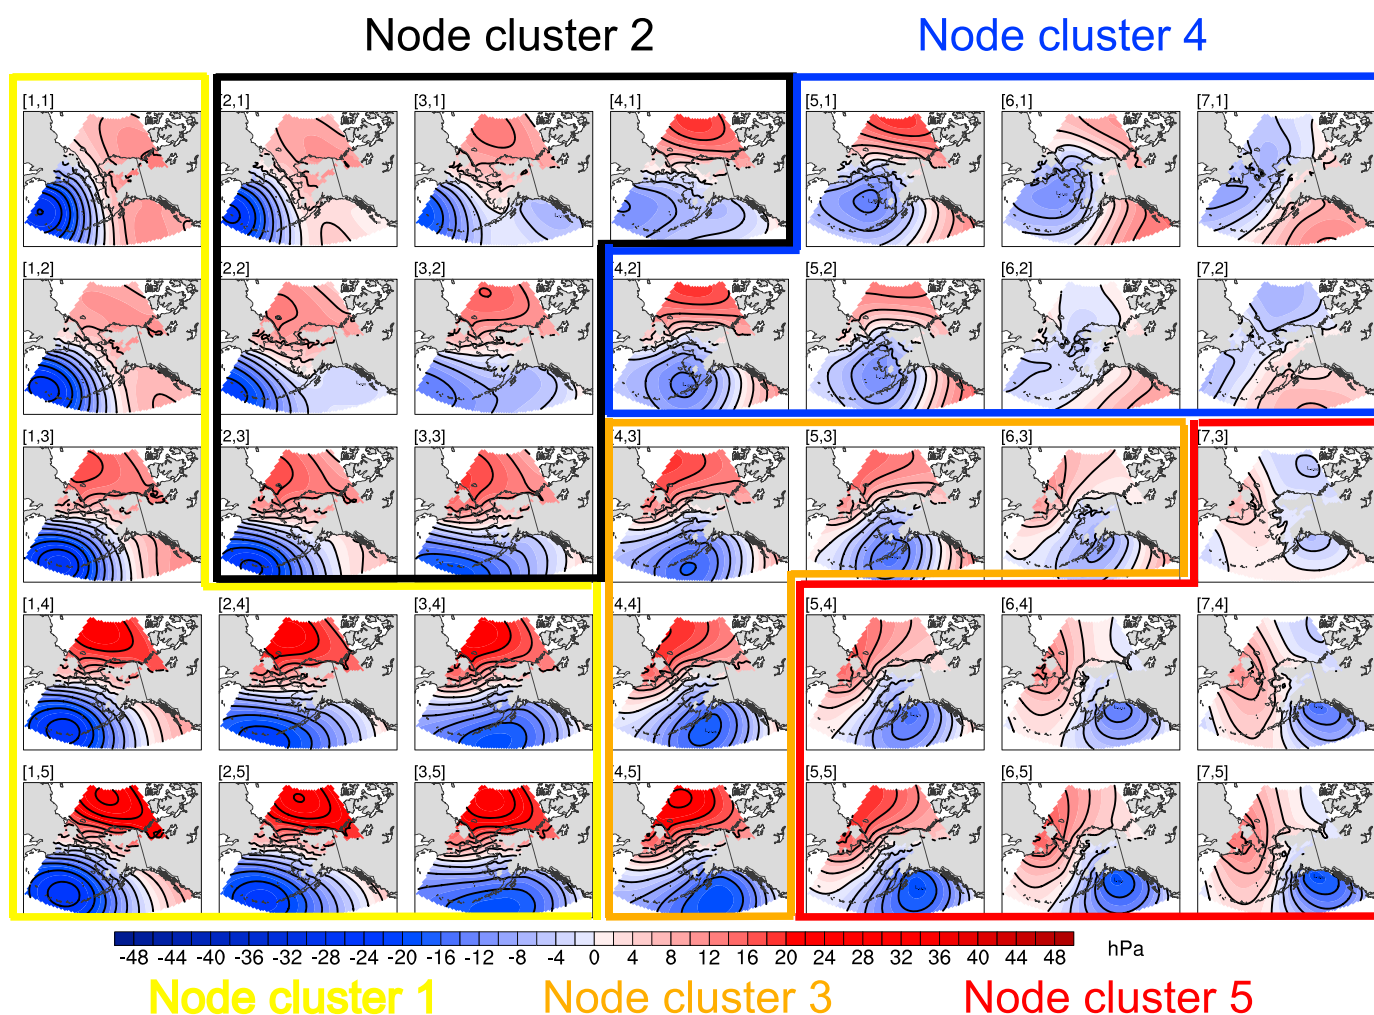 Node cluster 2 Node cluster 4
[1,1] [2,1] [3,1] [4,1] [5,1] [6,1] [7,1]
[1,2] [2,2] [3,2] [4,2] [5,2] [6,2] [7,2]
[1,3] [2,3] [3,3] [4,3] [5,3] [6,3] [7,3]
[1,4] [2,4] [3,4] [4,4] [5,4] [6,4] [7,4]
[1,5] [2,5] [3,5] [4,5] [5,5] [6,5] [7,5]
-48 -44 -40 -36 -32 -28 -24 -20 -16 -12 -8 -4 0 4 8 12 16 20 24 28 32 36 40 44 48 hPa
Node cluster 1 Node cluster 3 Node cluster 5